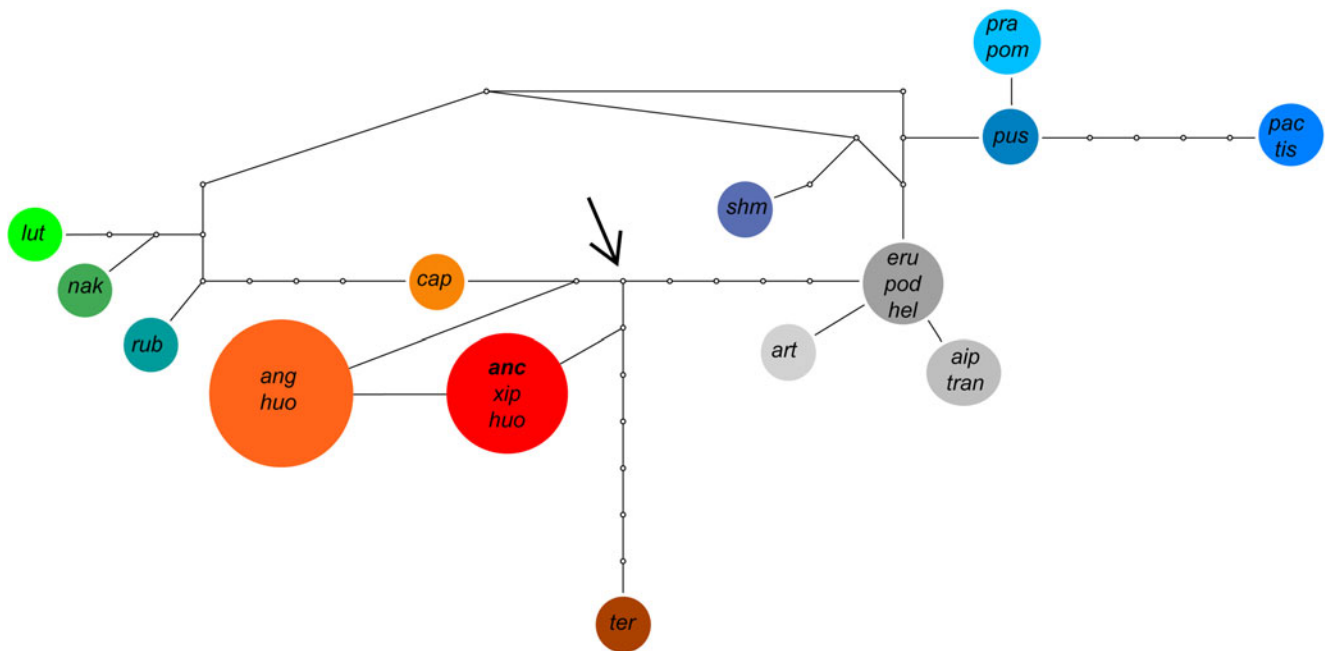 pra
pom
pus
pac
tis
shm
lut
nak
rub
cap
eru
pod
hel
art
aip
tran
ang
huo
anc
xip
huo
ter